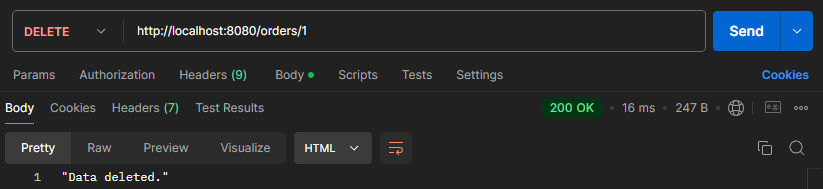 DELETE http://localhost:8080/orders/1 Send
Params Authorization Headers (9) Body Scripts Tests Settings Cookies
Body Cookies Headers (7) Test Results 200 OK 16 ms 247 B e.g.
Pretty Raw Preview Visualize HTML
1 "Data deleted."